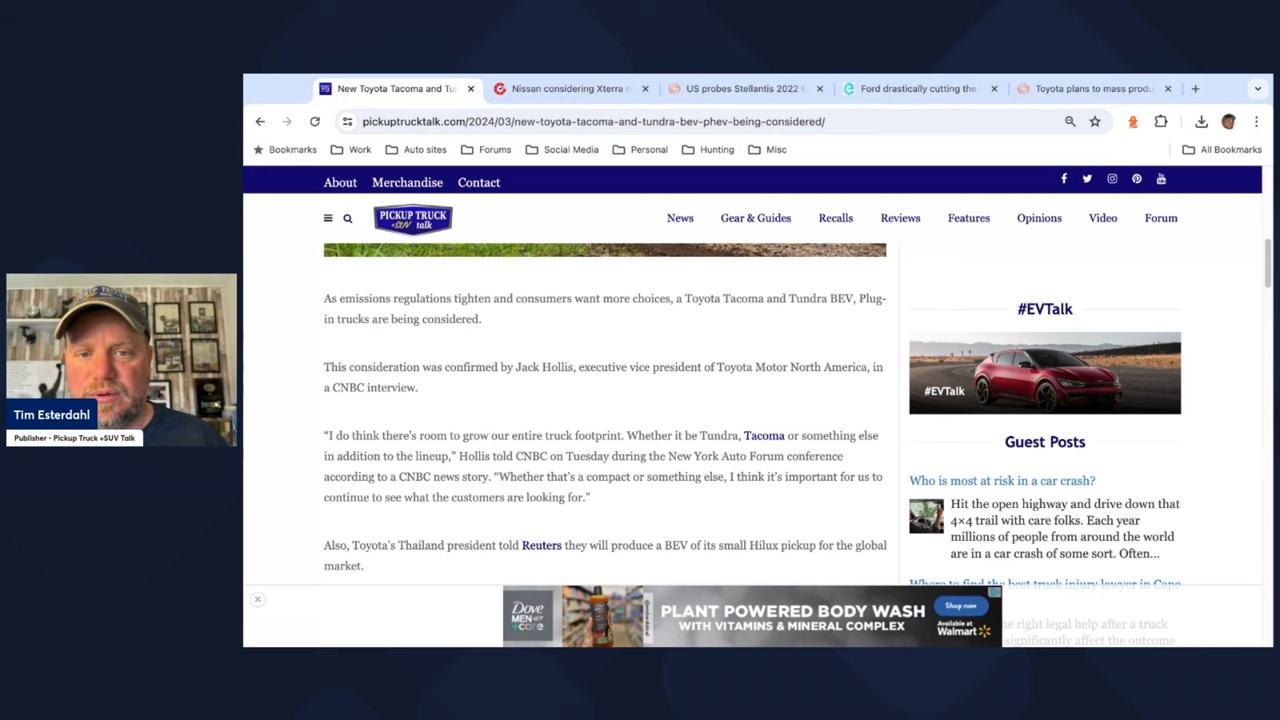 New Toyota Tacoma and Tu
Nissan considering Xterra r
US probes Stellantis 2022 R
Ford drastically cutting the
Toyota plans to mass produ
pickuptrucktalk.com/2024/03/new-toyota-tacoma-and-tundra-bev-phev-being-considered/
Bookmarks
Work
Auto sites
Forums
Social Media
Personal
Hunting
Misc
All Bookmarks
About
Merchandise
Contact
PICKUP TRUCK
+SUV talk
News
Gear & Guides
Recalls
Reviews
Features
Opinions
Video
Forum
As emissions regulations tighten and consumers want more choices, a Toyota Tacoma and Tundra BEV, Plug-
in trucks are being considered.
This consideration was confirmed by Jack Hollis, executive vice president of Toyota Motor North America, in
a CNBC interview.
“I do think there’s room to grow our entire truck footprint. Whether it be Tundra, Tacoma or something else
in addition to the lineup,” Hollis told CNBC on Tuesday during the New York Auto Forum conference
according to a CNBC news story. “Whether that’s a compact or something else, I think it’s important for us to
continue to see what the customers are looking for.”
Also, Toyota’s Thailand president told Reuters they will produce a BEV of its small Hilux pickup for the global
market.
#EVTalk
#EVTalk
Guest Posts
Who is most at risk in a car crash?
Hit the open highway and drive down that
4×4 trail with care folks. Each year
millions of people from around the world
are in a car crash of some sort. Often...
Where to find the best truck injury lawyer in Cape
he right legal help after a truck
significantly affect the outcome
Dove
MEN
+care
PLANT POWERED BODY WASH
WITH VITAMINS & MINERAL COMPLEX
Shop now
Available at
Walmart
Tim Esterdahl
Publisher - Pickup Truck +SUV Talk